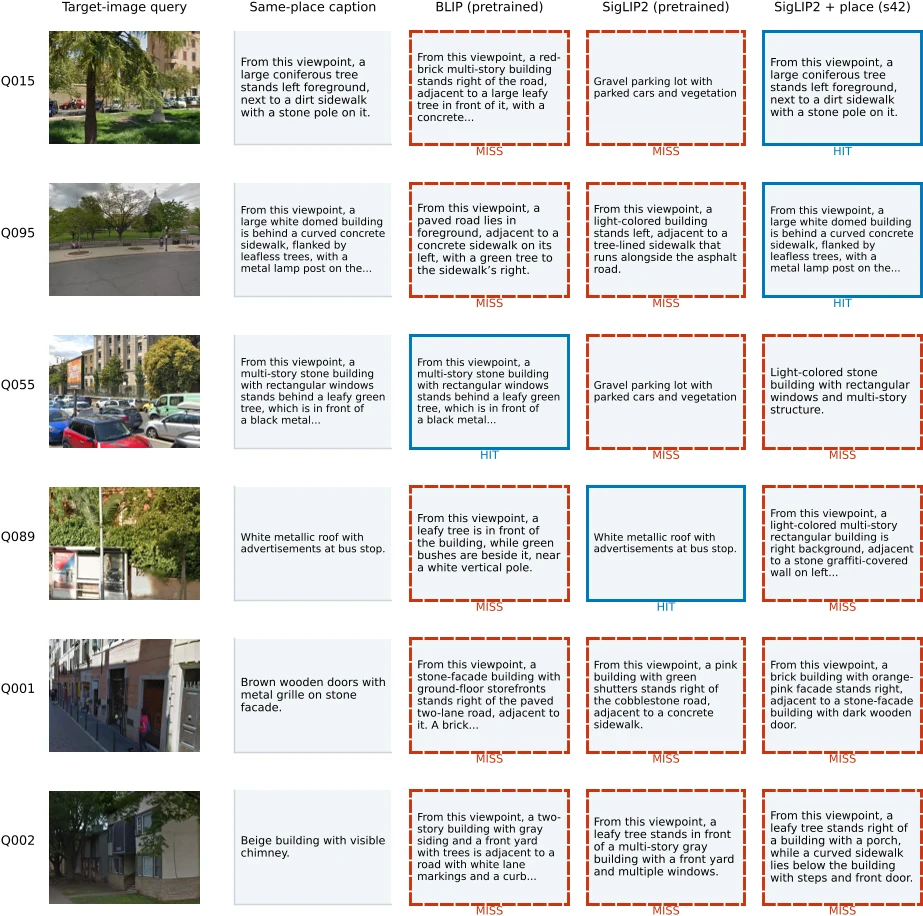 Target-image query
Same-place caption
BLIP (pretrained)
SigLIP2 (pretrained)
SigLIP2 + place (s42)
Q015
From this viewpoint, a
large coniferous tree
stands left foreground,
next to a dirt sidewalk
with a stone pole on it.
From this viewpoint, a red-
brick multi-story building
stands right of the road,
adjacent to a large leafy
tree in front of it, with a
concrete...
MISS
Gravel parking lot with
parked cars and vegetation
MISS
From this viewpoint, a
large coniferous tree
stands left foreground,
next to a dirt sidewalk
with a stone pole on it.
HIT
Q095
From this viewpoint, a
large white domed building
is behind a curved concrete
sidewalk, flanked by
leafless trees, with a
metal lamp post on the...
From this viewpoint, a
paved road lies in
foreground, adjacent to a
concrete sidewalk on its
left, with a green tree to
the sidewalk’s right.
MISS
From this viewpoint, a
light-colored building
stands left, adjacent to a
tree-lined sidewalk that
runs alongside the asphalt
road.
MISS
From this viewpoint, a
large white domed building
is behind a curved concrete
sidewalk, flanked by
leafless trees, with a
metal lamp post on the...
HIT
Q055
From this viewpoint, a
multi-story stone building
with rectangular windows
stands behind a leafy green
tree, which is in front of
a black metal...
From this viewpoint, a
multi-story stone building
with rectangular windows
stands behind a leafy green
tree, which is in front of
a black metal...
HIT
Gravel parking lot with
parked cars and vegetation
MISS
Light-colored stone
building with rectangular
windows and multi-story
structure.
MISS
Q089
White metallic roof with
advertisements at bus stop.
From this viewpoint, a
leafy tree is in front of
the building, while green
bushes are beside it, near
a white vertical pole.
MISS
White metallic roof with
advertisements at bus stop.
HIT
From this viewpoint, a
light-colored multi-story
rectangular building is
right background, adjacent
to a stone graffiti-covered
wall on left...
MISS
Q001
Brown wooden doors with
metal grille on stone
facade.
From this viewpoint, a
stone-facade building with
ground-floor storefronts
stands right of the paved
two-lane road, adjacent to
it. A brick...
MISS
From this viewpoint, a pink
building with green
shutters stands right of
the cobblestone road,
adjacent to a concrete
sidewalk.
MISS
From this viewpoint, a
brick building with orange-
pink facade stands right,
adjacent to a stone-facade
building with dark wooden
door.
MISS
Q002
Beige building with visible
chimney.
From this viewpoint, a two-
story building with gray
siding and a front yard
with trees is adjacent to a
road with white lane
markings and a curb...
MISS
From this viewpoint, a
leafy tree stands in front
of a multi-story gray
building with a front yard
and multiple windows.
MISS
From this viewpoint, a
leafy tree stands right of
a building with a porch,
while a curved sidewalk
lies below the building
with steps and front door.
MISS